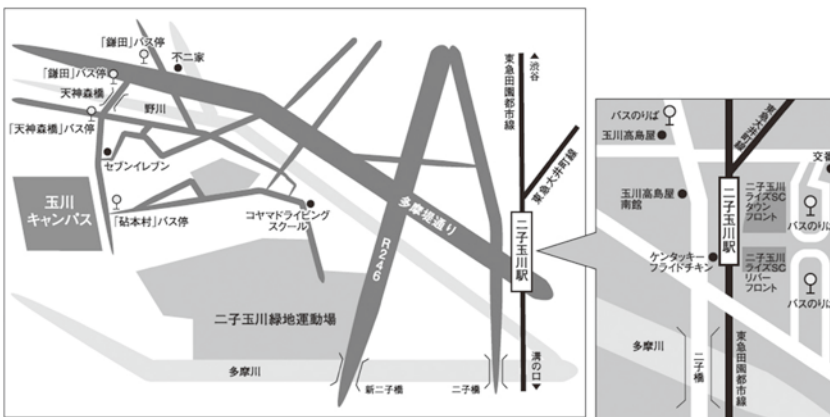 「鎌田」バス停
不二家
「鎌田」バス停
天神森橋
野川
「天神森橋」バス停
セブンイレブン
玉川
キャンパス
「砧本村」バス停
コヤマドライビング
スクール
多摩堤通り
R246
二子玉川緑地運動場
多摩川
新二子橋
二子橋
▲渋谷
東急田園都市線
東急大井町線
二子玉川駅
溝の口▼
バスのりば
玉川高島屋
玉川高島屋
南館
ケンタッキー
フライドチキン
多摩川
二子橋
東急大井町線
二子玉川駅
東急田園都市線
二子玉川
ライズSC
タウン
フロント
二子玉川
ライズSC
リバー
フロント
交番
バスのりば
バスのりば